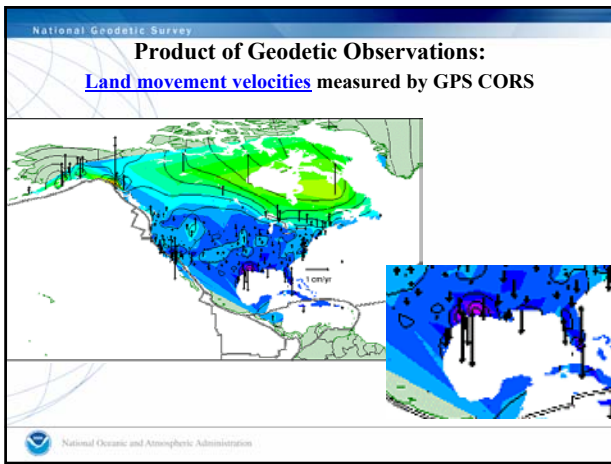 National Geodetic Survey
Product of Geodetic Observations:
Land movement velocities measured by GPS CORS
1 cm/yr
National Oceanic and Atmospheric Administration